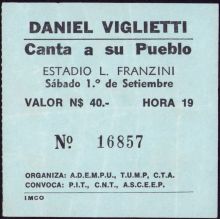 DANIEL VIGLIETTI
Canta a su Pueblo
ESTADIO L. FRANZINI
Sábado 1.º de Setiembre
VALOR N$ 40.- HORA 19
Nº 16857
ORGANIZA: A.D.E.M.P.U., T.U.M.P., C.T.A.
CONVOCA: P.I.T., C.N.T., A.S.C.E.E.P.
IMCO